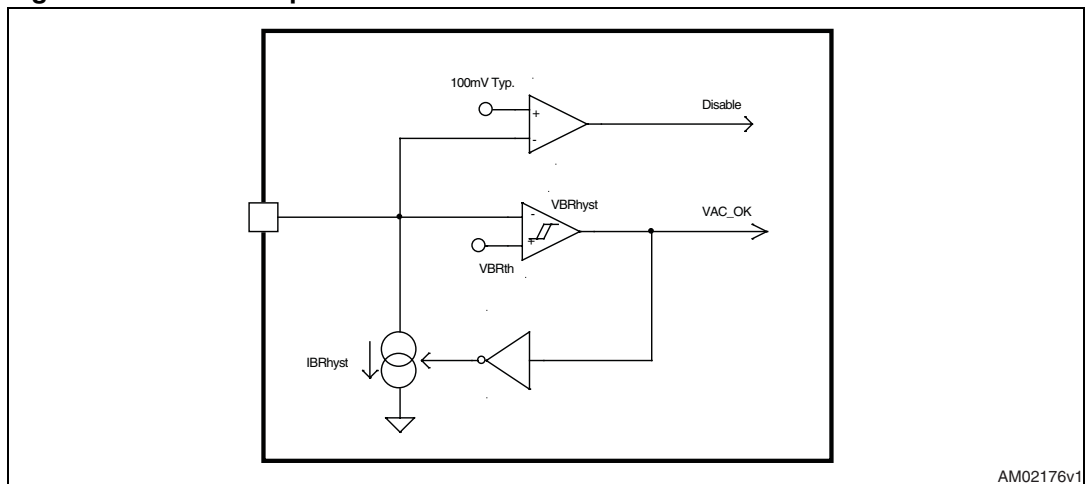 100mV Typ.
+
-
Disable
VBRhyst
-
+
VAC_OK
VBRth
IBRhyst
AM02176v1